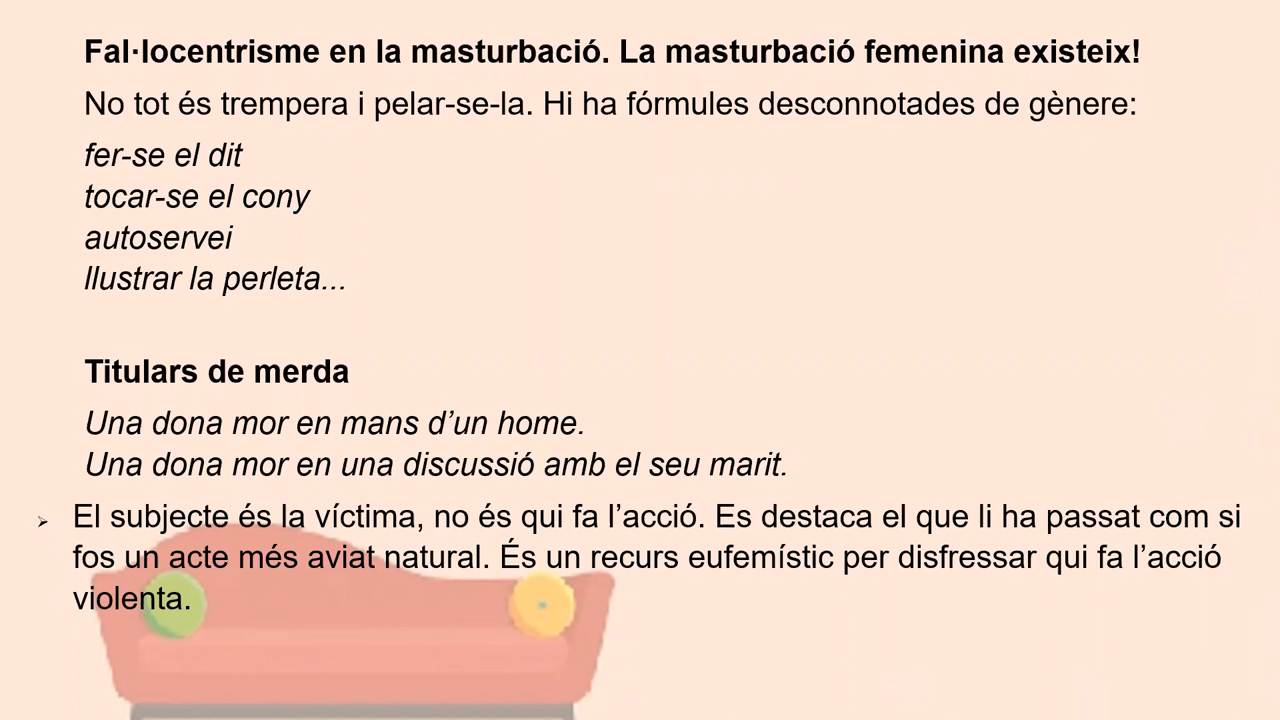 Fal·locentrisme en la masturbació. La masturbació femenina existeix!
No tot és trempera i pelar-se-la. Hi ha fórmules desconnotades de gènere:
fer-se el dit
tocar-se el cony
autoservei
llustrar la perleta...
Titulars de merda
Una dona mor en mans d’un home.
Una dona mor en una discussió amb el seu marit.
El subjecte és la víctima, no és qui fa l’acció. Es destaca el que li ha passat com si
fos un acte més aviat natural. És un recurs eufemístic per disfressar qui fa l’acció
violenta.